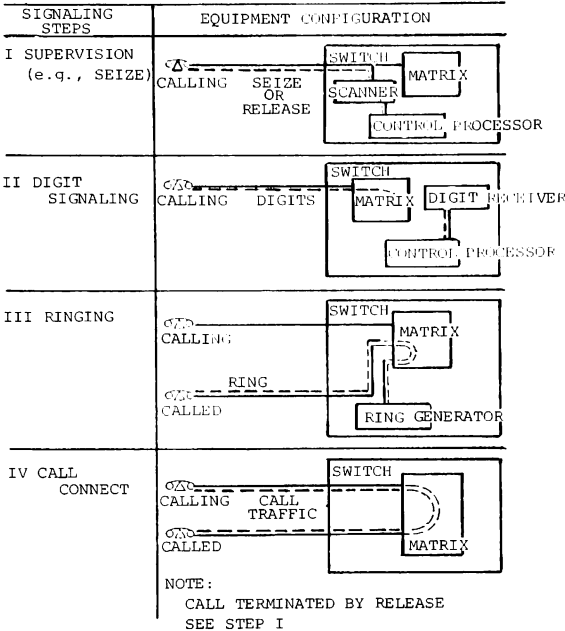 SIGNALING STEPS
EQUIPMENT CONFIGURATION
I SUPERVISION
(e.g., SEIZE)
CALLING
SEIZE
OR
RELEASE
SWITCH
MATRIX
SCANNER
CONTROL PROCESSOR
II DIGIT
SIGNALING
CALLING
DIGITS
SWITCH
MATRIX
DIGIT RECEIVER
CONTROL PROCESSOR
III RINGING
CALLING
RING
CALLED
SWITCH
MATRIX
RING GENERATOR
IV CALL
CONNECT
CALLING
CALL
TRAFFIC
CALLED
SWITCH
MATRIX
NOTE:
CALL TERMINATED BY RELEASE
SEE STEP I